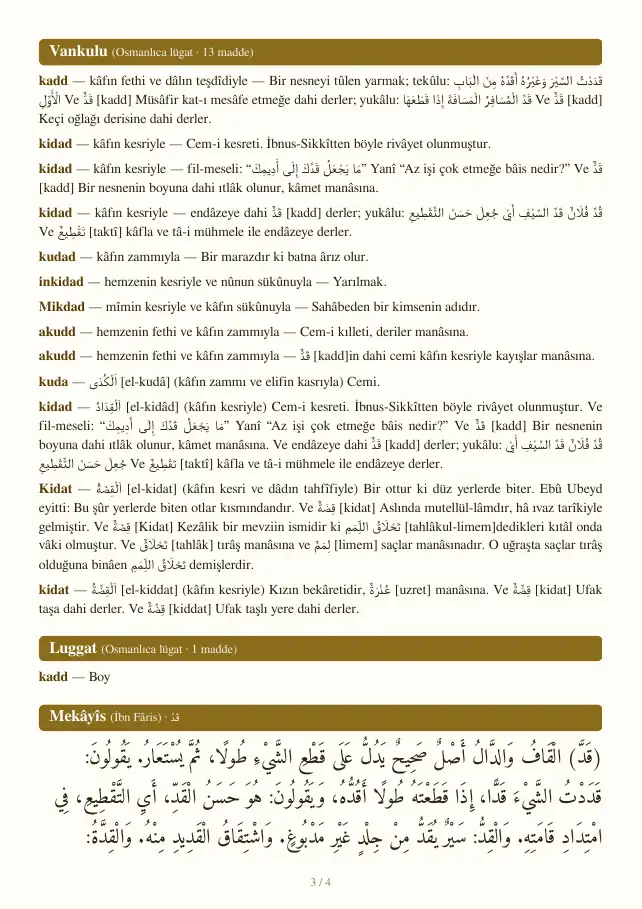 Vankulu (Osmanlıca lügat · 13 madde)
kadd — kâfın fethi ve dâlın teşdîdiyle — Bir nesneyi tûlen yarmak; tekûlu: قَدَدْتُ السَّيْرَ وَغَيْرَهُ أَقُدُّهُ مِنَ الْبَابِ
الْأَوَّلِ Ve قَدٌّ [kadd] Müsâfir kat-ı mesâfe etmeğe dahi derler; yukâlu: قَدَّ الْمُسَافِرُ الْمَسَافَةَ إِذَا قَطَعَهَا Ve قَدٌّ [kadd]
Keçi oğlağı derisine dahi derler.
kidad — kâfın kesriyle — Cem-i kesreti. İbnus-Sikkîtten böyle rivâyet olunmuştur.
kidad — kâfın kesriyle — fil-meseli: “مَا يَجْعَلُ قَدَّكَ إِلَى أَدِيمِكَ” Yanî “Az işi çok etmeğe bâis nedir?” Ve قَدٌّ
[kadd] Bir nesnenin boyuna dahi ıtlâk olunur, kâmet manâsına.
kidad — kâfın kesriyle — endâzeye dahi قَدٌّ [kadd] derler; yukâlu: قُدَّ فُلَانٌ قَدَّ السَّيْفِ أَيْ جُعِلَ حَسَنَ التَّقْطِيعِ
Ve تَقْطِيعٌ [taktî] kâfla ve tâ-i mühmele ile endâzeye derler.
kudad — kâfın zammıyla — Bir marazdır ki batna ârız olur.
inkidad — hemzenin kesriyle ve nûnun sükûnuyla — Yarılmak.
Mikdad — mîmin kesriyle ve kâfın sükûnuyla — Sahâbeden bir kimsenin adıdır.
akudd — hemzenin fethi ve kâfın zammıyla — Cem-i kılleti, deriler manâsına.
akudd — hemzenin fethi ve kâfın zammıyla — قَدٌّ [kadd]in dahi cemi kâfın kesriyle kayışlar manâsına.
kuda — اَلْكُدَى [el-kudâ] (kâfın zammı ve elifin kasrıyla) Cemi.
kidad — اَلْقِدَادُ [el-kidâd] (kâfın kesriyle) Cem-i kesreti. İbnus-Sikkîtten böyle rivâyet olunmuştur. Ve
fil-meseli: “مَا يَجْعَلُ قَدَّكَ إِلَى أَدِيمِكَ” Yanî “Az işi çok etmeğe bâis nedir?” Ve قَدٌّ [kadd] Bir nesnenin
boyuna dahi ıtlâk olunur, kâmet manâsına. Ve endâzeye dahi قَدٌّ [kadd] derler; yukâlu: قُدَّ فُلَانٌ قَدَّ السَّيْفِ أَيْ
جُعِلَ حَسَنَ التَّقْطِيعِ Ve تَقْطِيعٌ [taktî] kâfla ve tâ-i mühmele ile endâzeye derler.
Kidat — اَلْقِضَةُ [el-kidat] (kâfın kesri ve dâdın tahfîfiyle) Bir ottur ki düz yerlerde biter. Ebû Ubeyd
eyitti: Bu şûr yerlerde biten otlar kısmındandır. Ve قِضَةٌ [kidat] Aslında mutellül-lâmdır, hâ ıvaz tarîkiyle
gelmiştir. Ve قِضَةٌ [Kidat] Kezâlik bir mevziin ismidir ki تَحْلَاقُ اللِّمَمِ [tahlâkul-limem]dedikleri kıtâl onda
vâki olmuştur. Ve تَحْلَاقٌ [tahlâk] tırâş manâsına ve لِمَمٌ [limem] saçlar manâsınadır. O uğraşta saçlar tırâş
olduğuna binâen تَحْلَاقُ اللِّمَمِ demişlerdir.
kidat — اَلْقِضَّةُ [el-kiddat] (kâfın kesriyle) Kızın bekâretidir, عُذْرَةٌ [uzret] manâsına. Ve قِضَّةٌ [kidat] Ufak
taşa dahi derler. Ve قِضَّةٌ [kiddat] Ufak taşlı yere dahi derler.
Luggat (Osmanlıca lügat · 1 madde)
kadd — Boy
Mekâyîs (İbn Fâris) · قد
(قَدَّ) الْقَافُ وَالدَّالُ أَصْلٌ صَحِيحٌ يَدُلُّ عَلَى قَطْعِ الشَّيْءِ طُولًا، ثُمَّ يُسْتَعَارُ. يَقُولُونَ:
قَدَدْتُ الشَّيْءَ قَدًّا، إِذَا قَطَعْتَهُ طُولًا أَقُدُّهُ، وَيَقُولُونَ: هُوَ حَسَنُ الْقَدِّ، أَيِ التَّقْطِيعِ، فِي
امْتِدَادِ قَامَتِهِ. وَالْقِدُّ: سَيْرٌ يُقَدُّ مِنْ جِلْدٍ غَيْرِ مَدْبُوغٍ. وَاشْتِقَاقُ الْقَدِيدِ مِنْهُ. وَالْقِدَّةُ:
3 / 4